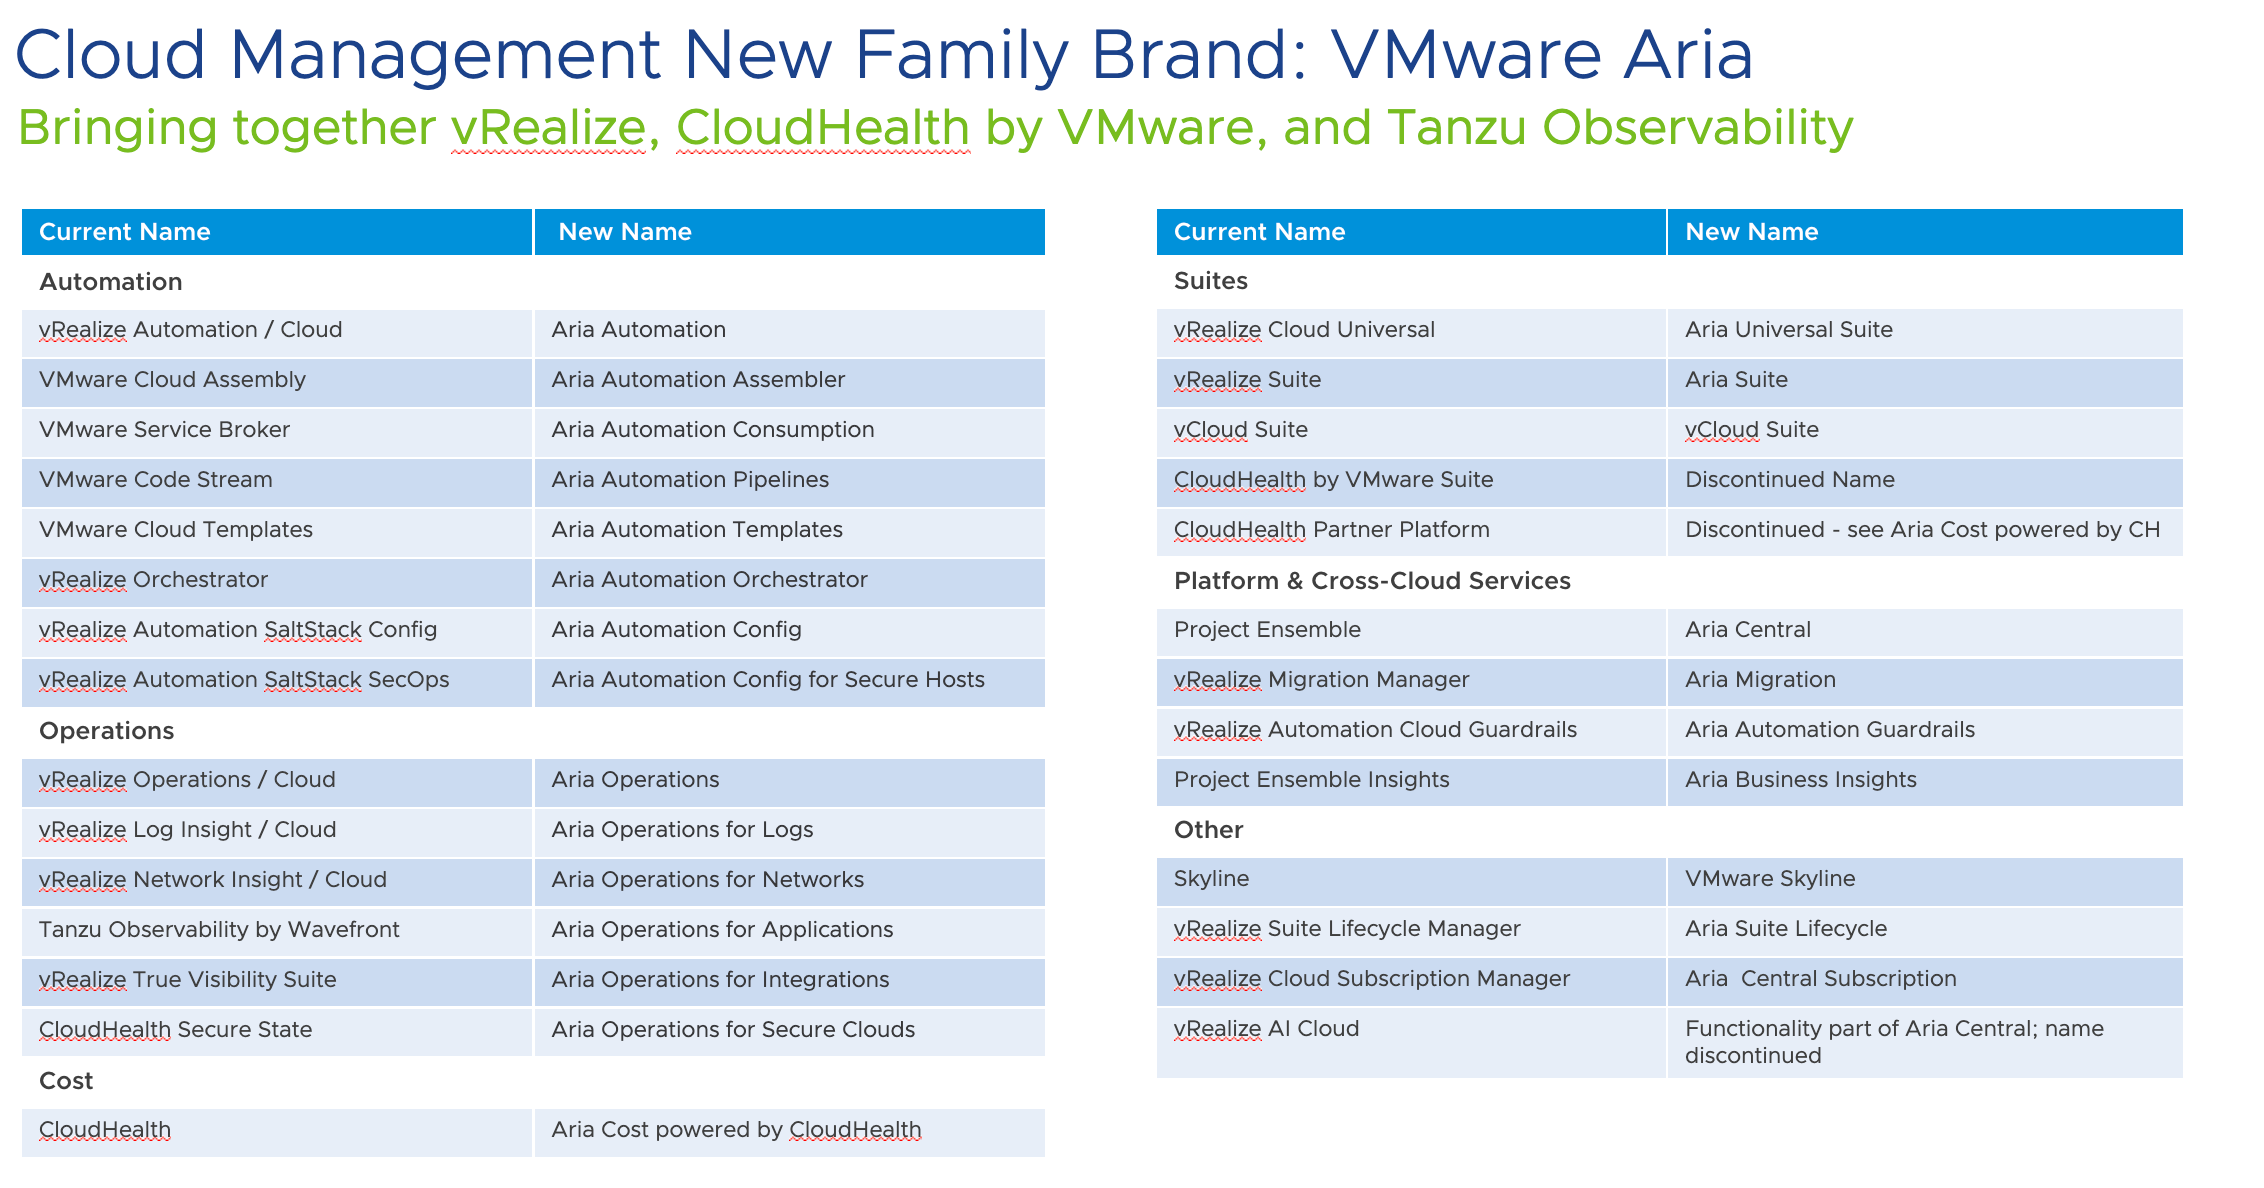 Cloud Management New Family Brand: VMware Aria
Bringing together vRealize, CloudHealth by VMware, and Tanzu Observability
Current Name New Name
Automation
vRealize Automation / Cloud Aria Automation
VMware Cloud Assembly Aria Automation Assembler
VMware Service Broker Aria Automation Consumption
VMware Code Stream Aria Automation Pipelines
VMware Cloud Templates Aria Automation Templates
vRealize Orchestrator Aria Automation Orchestrator
vRealize Automation SaltStack Config Aria Automation Config
vRealize Automation SaltStack SecOps Aria Automation Config for Secure Hosts
Operations
vRealize Operations / Cloud Aria Operations
vRealize Log Insight / Cloud Aria Operations for Logs
vRealize Network Insight / Cloud Aria Operations for Networks
Tanzu Observability by Wavefront Aria Operations for Applications
vRealize True Visibility Suite Aria Operations for Integrations
CloudHealth Secure State Aria Operations for Secure Clouds
Cost
CloudHealth Aria Cost powered by CloudHealth
Current Name New Name
Suites
vRealize Cloud Universal Aria Universal Suite
vRealize Suite Aria Suite
vCloud Suite vCloud Suite
CloudHealth by VMware Suite Discontinued Name
CloudHealth Partner Platform Discontinued - see Aria Cost powered by CH
Platform & Cross-Cloud Services
Project Ensemble Aria Central
vRealize Migration Manager Aria Migration
vRealize Automation Cloud Guardrails Aria Automation Guardrails
Project Ensemble Insights Aria Business Insights
Other
Skyline VMware Skyline
vRealize Suite Lifecycle Manager Aria Suite Lifecycle
vRealize Cloud Subscription Manager Aria  Central Subscription
vRealize AI Cloud Functionality part of Aria Central; name
discontinued